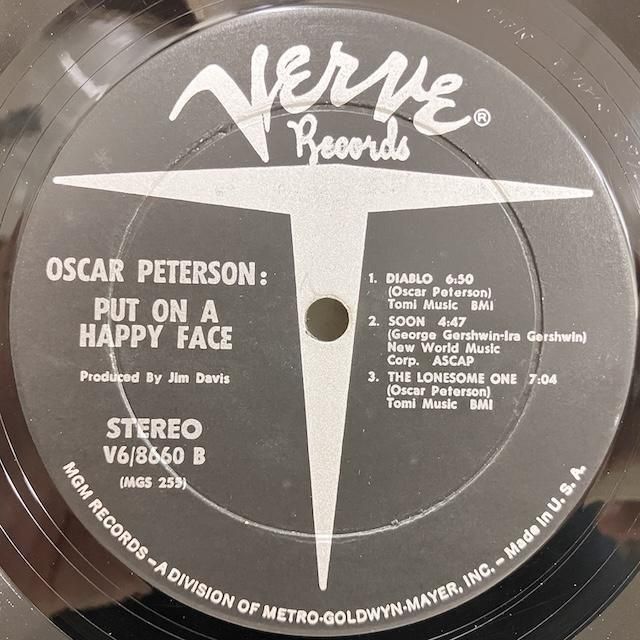 Verve®
Records
OSCAR PETERSON:
PUT ON A
HAPPY FACE
Produced By Jim Davis
STEREO
V6/8660 B
(MGS 255)
1. DIABLO 6:50
(Oscar Peterson)
Tomi Music BMI
2. SOON 4:47
(George Gershwin-Ira Gershwin)
New World Music
Corp. ASCAP
3. THE LONESOME ONE 7:04
(Oscar Peterson)
Tomi Music BMI
MGM RECORDS – A DIVISION OF METRO-GOLDWYN-MAYER, INC. – Made in U. S. A.